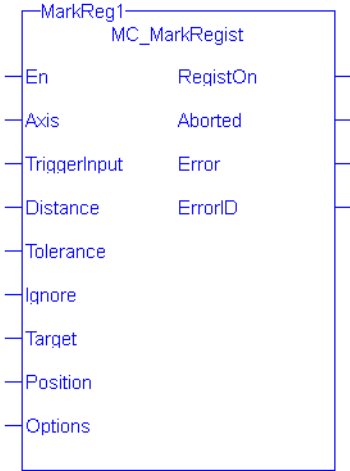 MarkReg1
MC_MarkRegist
En RegistOn
Axis Aborted
TriggerInput Error
Distance ErrorID
Tolerance
Ignore
Target
Position
Options